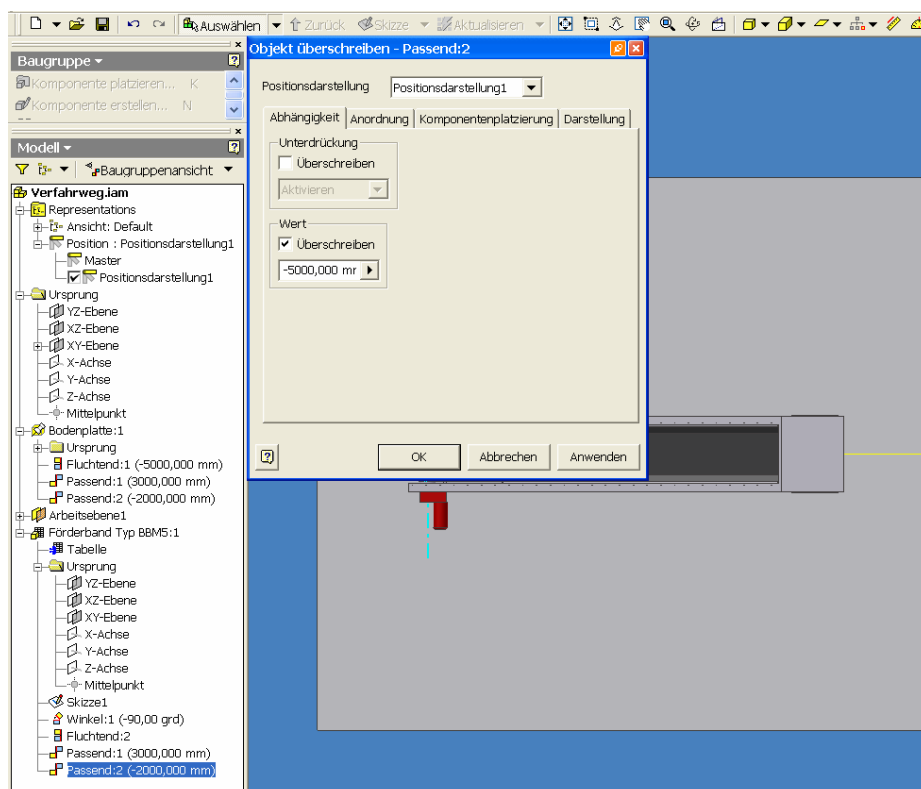 Auswählen Zurück Skizze Aktualisieren
Baugruppe
Komponente platzieren... K
Komponente erstellen... N
Modell
Baugruppenansicht
Verfahrweg.iam
Representations
Ansicht: Default
Position : Positionsdarstellung1
Master
Positionsdarstellung1
Ursprung
YZ-Ebene
XZ-Ebene
XY-Ebene
X-Achse
Y-Achse
Z-Achse
Mittelpunkt
Bodenplatte:1
Ursprung
Fluchtend:1 (-5000,000 mm)
Passend:1 (3000,000 mm)
Passend:2 (-2000,000 mm)
Arbeitsebene1
Förderband Typ BBM5:1
Tabelle
Ursprung
YZ-Ebene
XZ-Ebene
XY-Ebene
X-Achse
Y-Achse
Z-Achse
Mittelpunkt
Skizze1
Winkel:1 (-90,00 grd)
Fluchtend:2
Passend:1 (3000,000 mm)
Passend:2 (-2000,000 mm)
Objekt überschreiben - Passend:2
Positionsdarstellung Positionsdarstellung1
Abhängigkeit Anordnung Komponentenplatzierung Darstellung
Unterdrückung
Überschreiben
Aktivieren
Wert
Überschreiben
-5000,000 mr
OK Abbrechen Anwenden